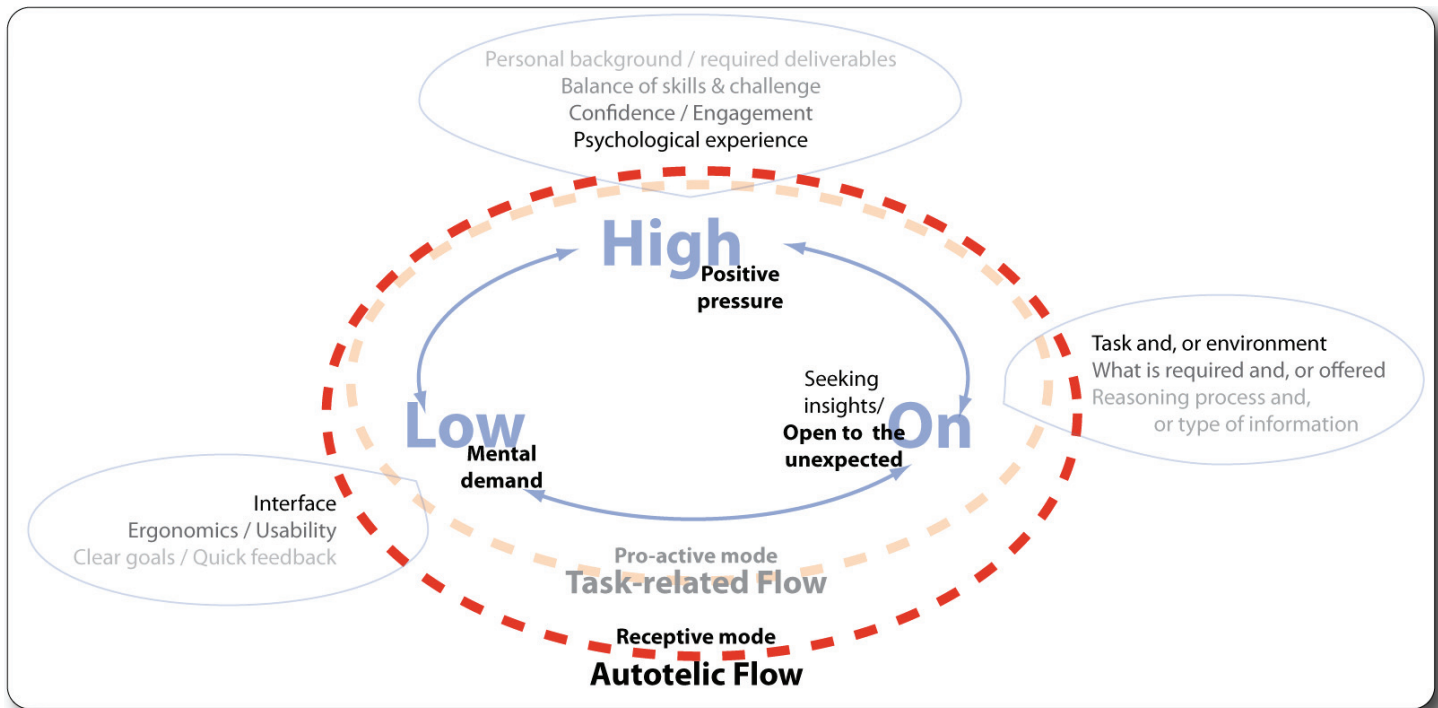 Personal background / required deliverables
Balance of skills & challenge
Confidence / Engagement
Psychological experience
High
Positive
pressure
Task and, or environment
What is required and, or offered
Reasoning process and,
or type of information
Seeking
insights/
On
Open to the
unexpected
Low
Mental
demand
Interface
Ergonomics / Usability
Clear goals / Quick feedback
Pro-active mode
Task-related Flow
Receptive mode
Autotelic Flow